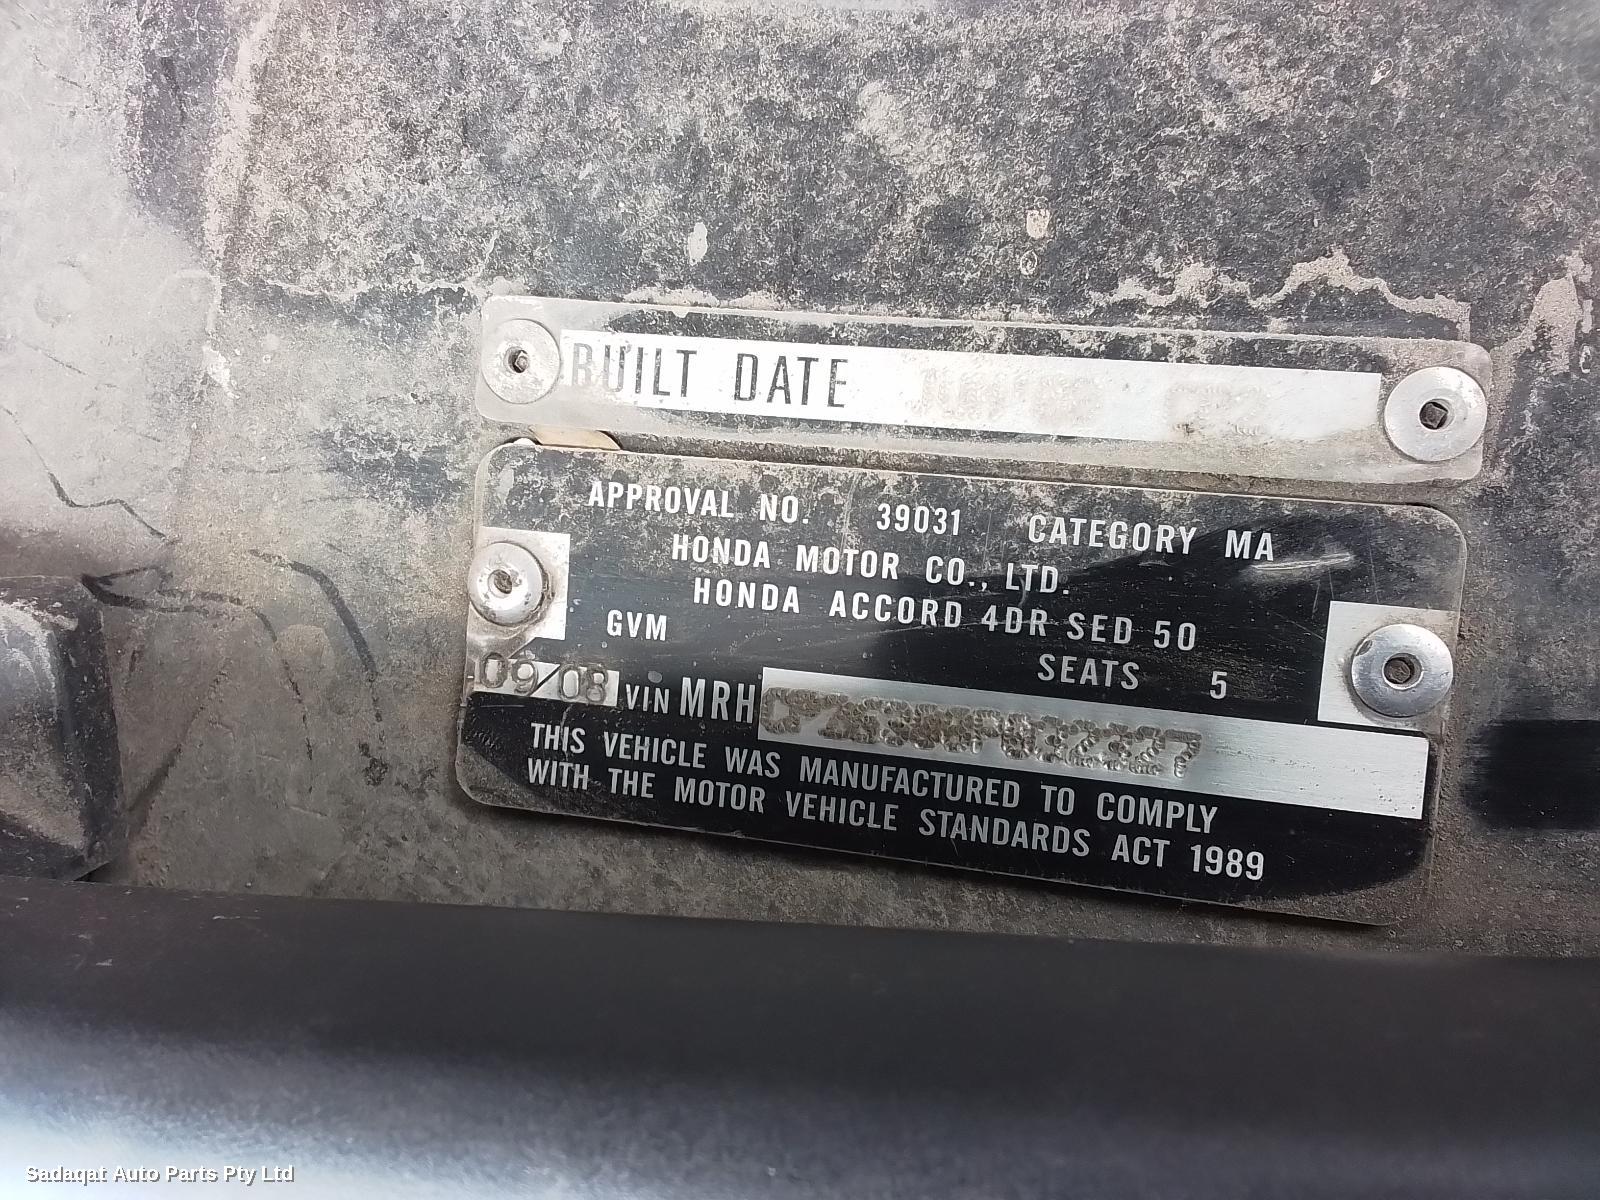 BUILT DATE
APPROVAL NO. 39031 CATEGORY MA
HONDA MOTOR CO., LTD.
HONDA ACCORD 4DR SED 50
GVM SEATS 5
09/08 VIN MRH
THIS VEHICLE WAS MANUFACTURED TO COMPLY
WITH THE MOTOR VEHICLE STANDARDS ACT 1989
Sadaqat Auto Parts Pty Ltd